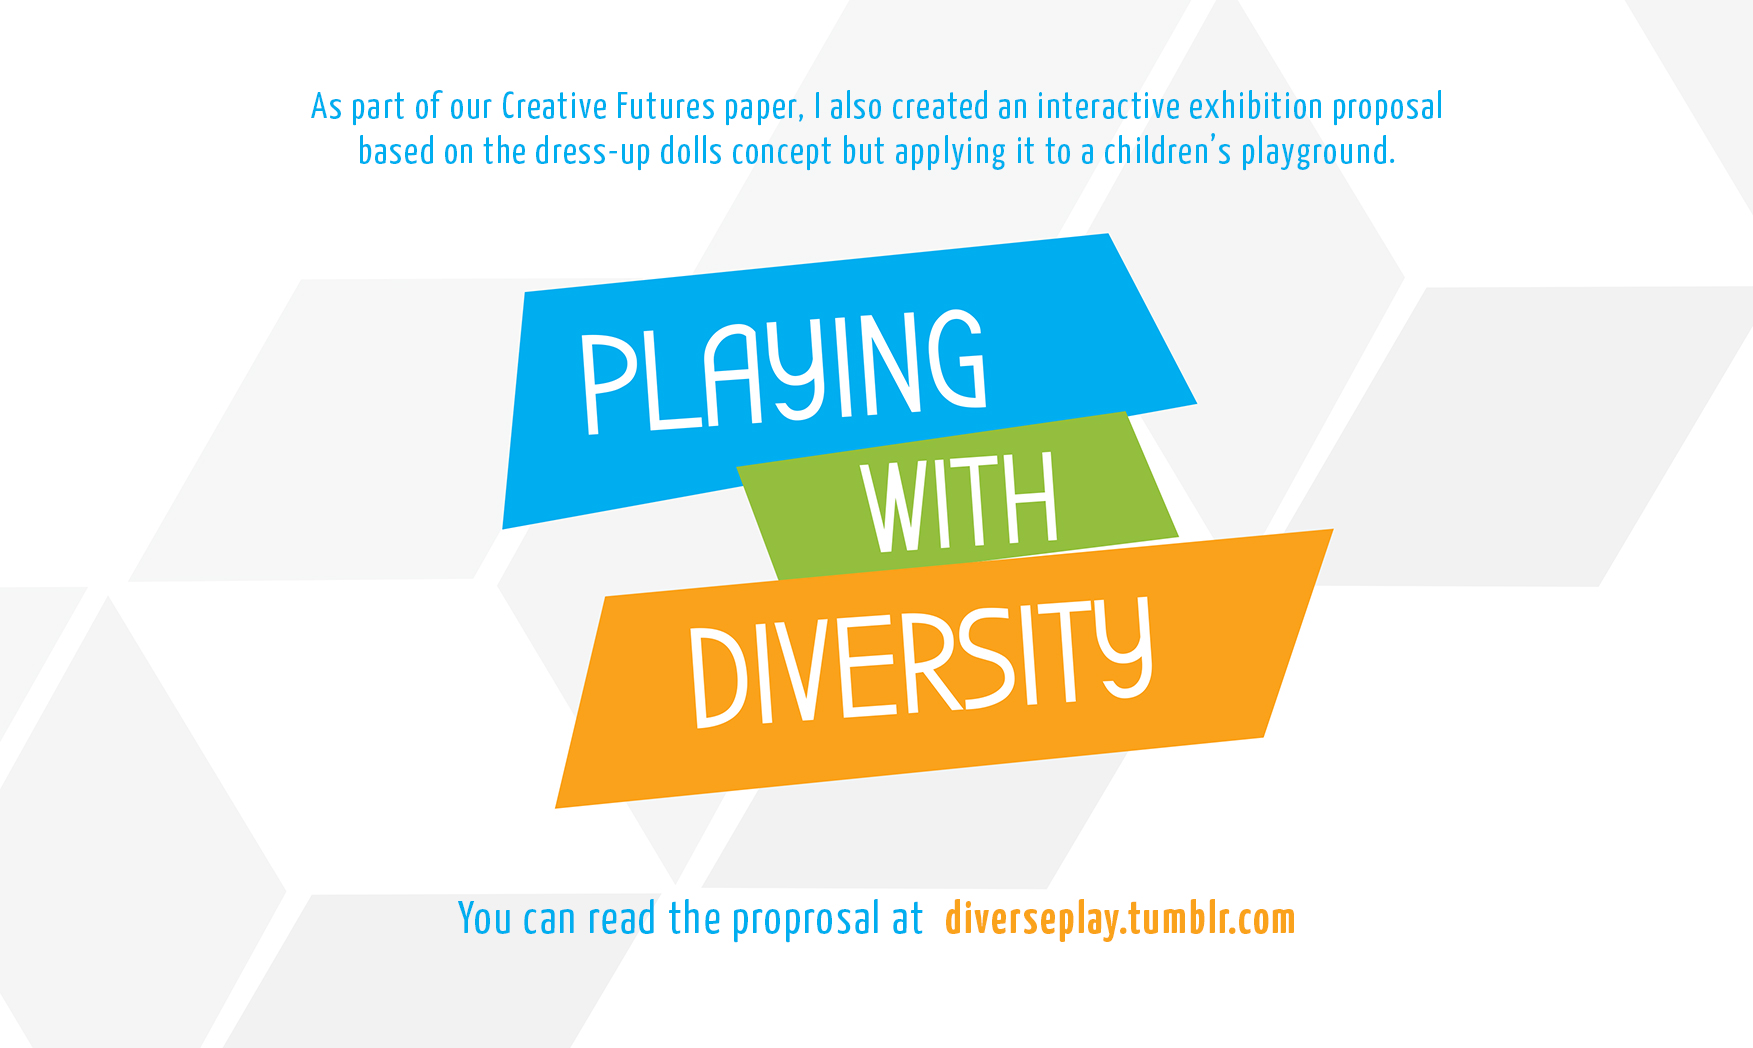 As part of our Creative Futures paper, I also created an interactive exhibition proposal
based on the dress-up dolls concept but applying it to a children’s playground.
PLAYING
WITH
DIVERSITY
You can read the proprosal at diverseplay.tumblr.com